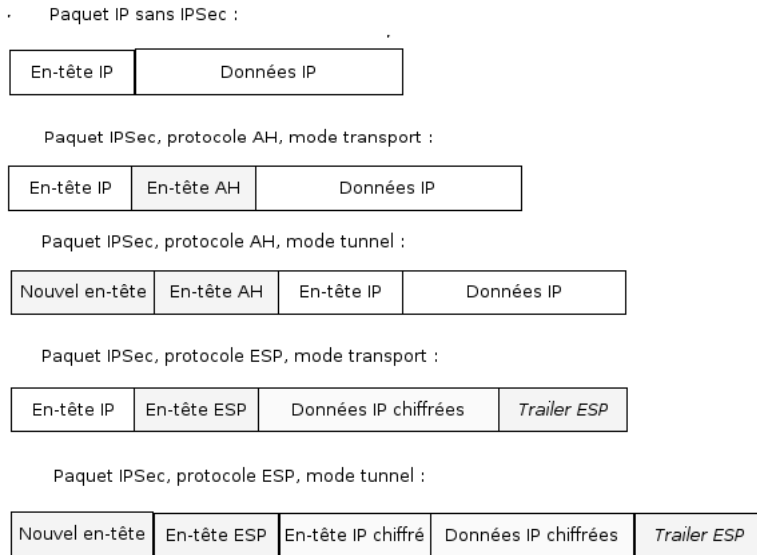 Paquet IP sans IPSec :
En-tête IP Données IP
Paquet IPSec, protocole AH, mode transport :
En-tête IP En-tête AH Données IP
Paquet IPSec, protocole AH, mode tunnel :
Nouvel en-tête En-tête AH En-tête IP Données IP
Paquet IPSec, protocole ESP, mode transport :
En-tête IP En-tête ESP Données IP chiffrées Trailer ESP
Paquet IPSec, protocole ESP, mode tunnel :
Nouvel en-tête En-tête ESP En-tête IP chiffré Données IP chiffrées Trailer ESP